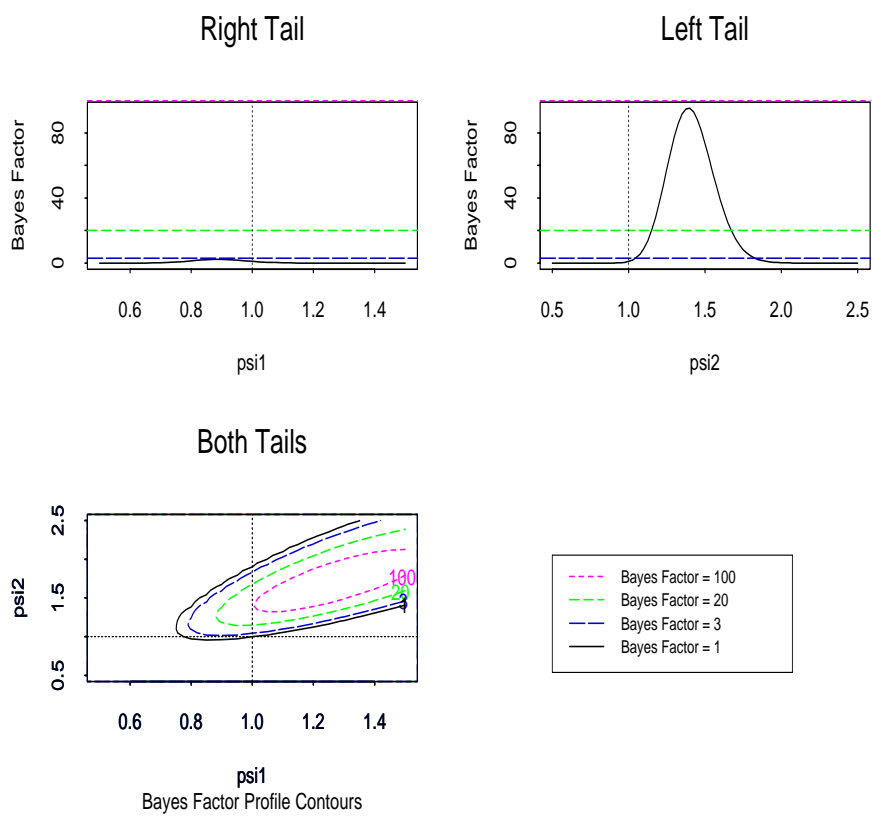 Right Tail
Bayes Factor
0 40 80
0.6 0.8 1.0 1.2 1.4
psi1
Left Tail
Bayes Factor
0 40 80
0.5 1.0 1.5 2.0 2.5
psi2
Both Tails
psi2
0.5 1.5 2.5
100
20
3
1
0.6 0.8 1.0 1.2 1.4
psi1
Bayes Factor Profile Contours
Bayes Factor = 100
Bayes Factor = 20
Bayes Factor = 3
Bayes Factor = 1